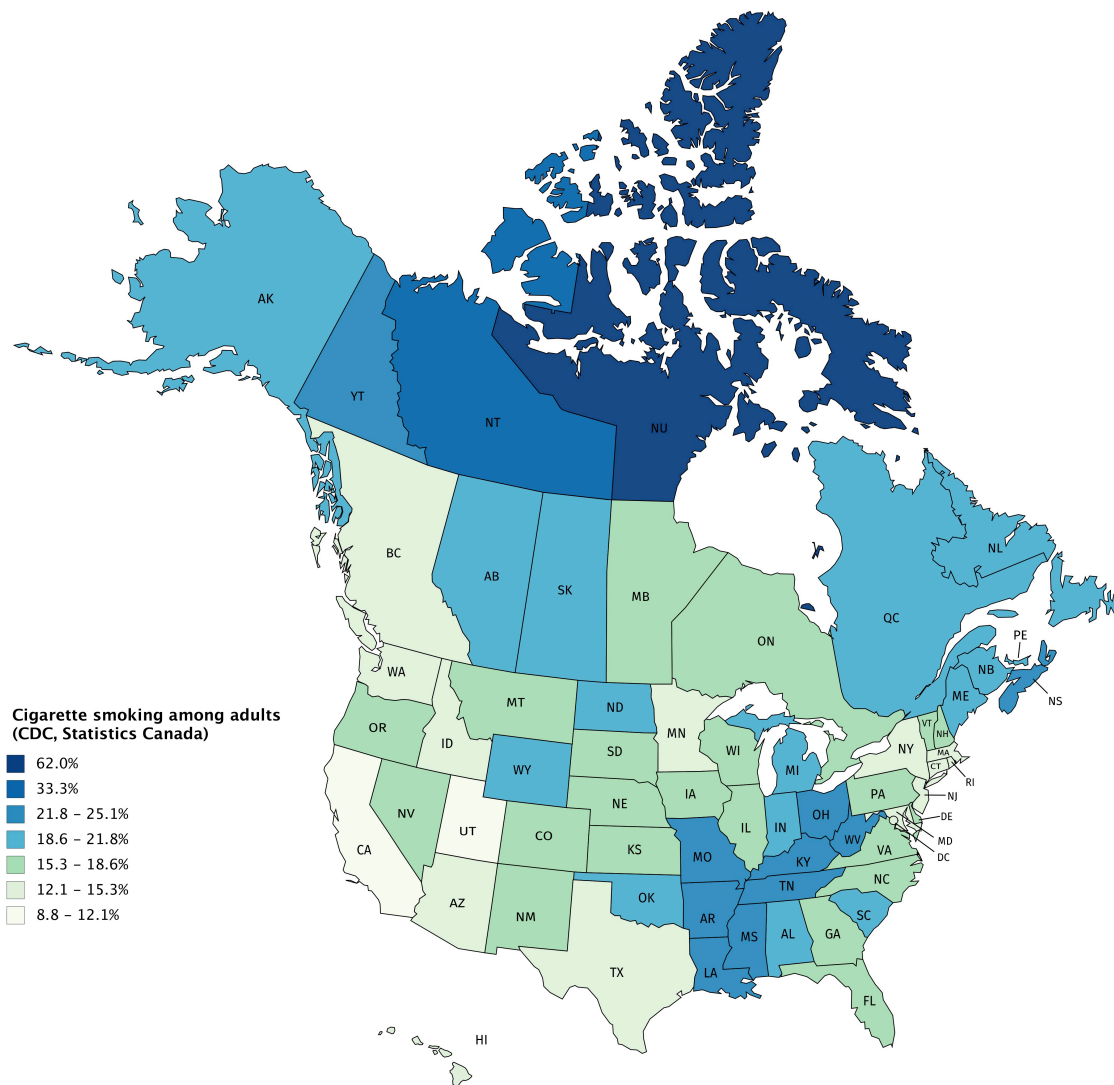 AK
YT
NT
NU
BC
AB
SK
MB
ON
QC
NL
PE
NB
NS
ME
WA
MT
ND
MN
OR
ID
WY
SD
WI
MI
NY
VT
NH
MA
CT
RI
NJ
PA
DE
MD
DC
NV
UT
CO
NE
IA
IL
IN
OH
WV
VA
CA
AZ
NM
KS
MO
KY
NC
TN
OK
AR
SC
TX
LA
MS
AL
GA
FL
HI
Cigarette smoking among adults
(CDC, Statistics Canada)
62.0%
33.3%
21.8 – 25.1%
18.6 – 21.8%
15.3 – 18.6%
12.1 – 15.3%
8.8 – 12.1%